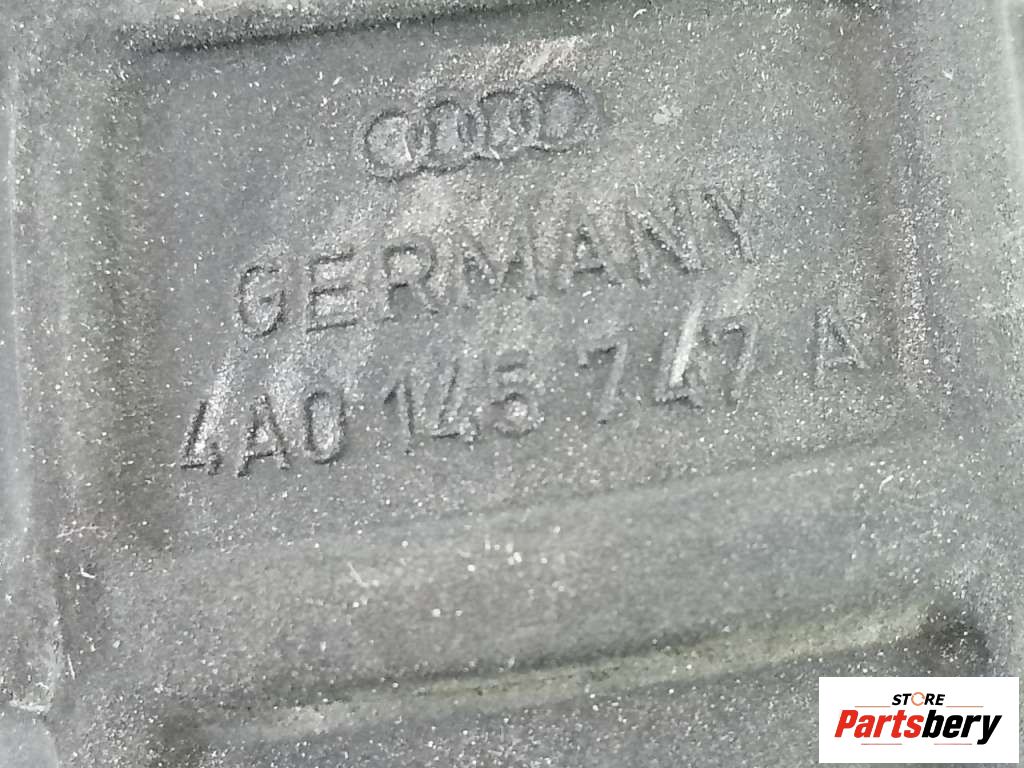 GERMANY
4A0 145 747 A
STORE
Partsbery